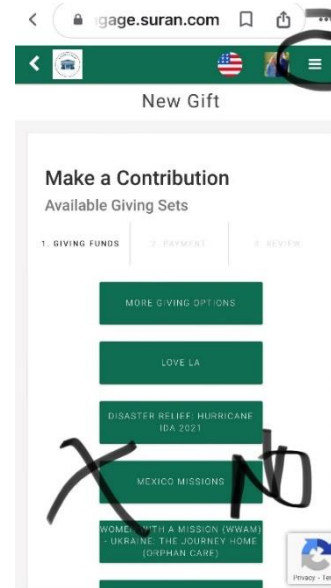 gage.suran.com
New Gift
Make a Contribution
Available Giving Sets
1. GIVING FUNDS 2. PAYMENT 3. REVIEW
MORE GIVING OPTIONS
LOVE LA
DISASTER RELIEF: HURRICANE
IDA 2021
MEXICO MISSIONS
NO
WOMEN WITH A MISSION (WWAM)
- UKRAINE: THE JOURNEY HOME
(ORPHAN CARE)
Privacy - Te